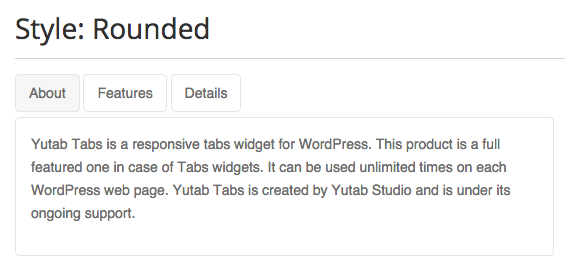 Style: Rounded
About Features Details
Yutab Tabs is a responsive tabs widget for WordPress. This product is a full
featured one in case of Tabs widgets. It can be used unlimited times on each
WordPress web page. Yutab Tabs is created by Yutab Studio and is under its
ongoing support.